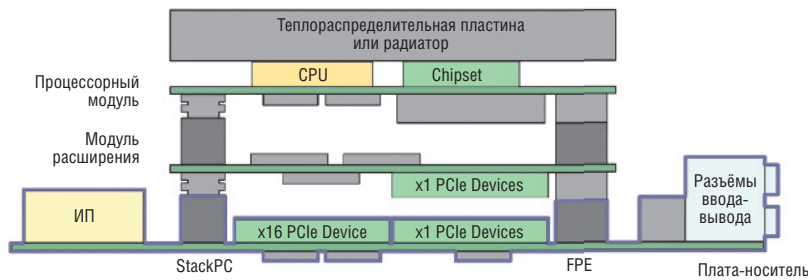 Теплораспределительная пластина
или радиатор
CPU
Chipset
Процессорный
модуль
Модуль
расширения
x1 PCIe Devices
ИП
x16 PCIe Device
x1 PCIe Devices
Разъёмы
ввода-
вывода
StackPC
FPE
Плата-носитель